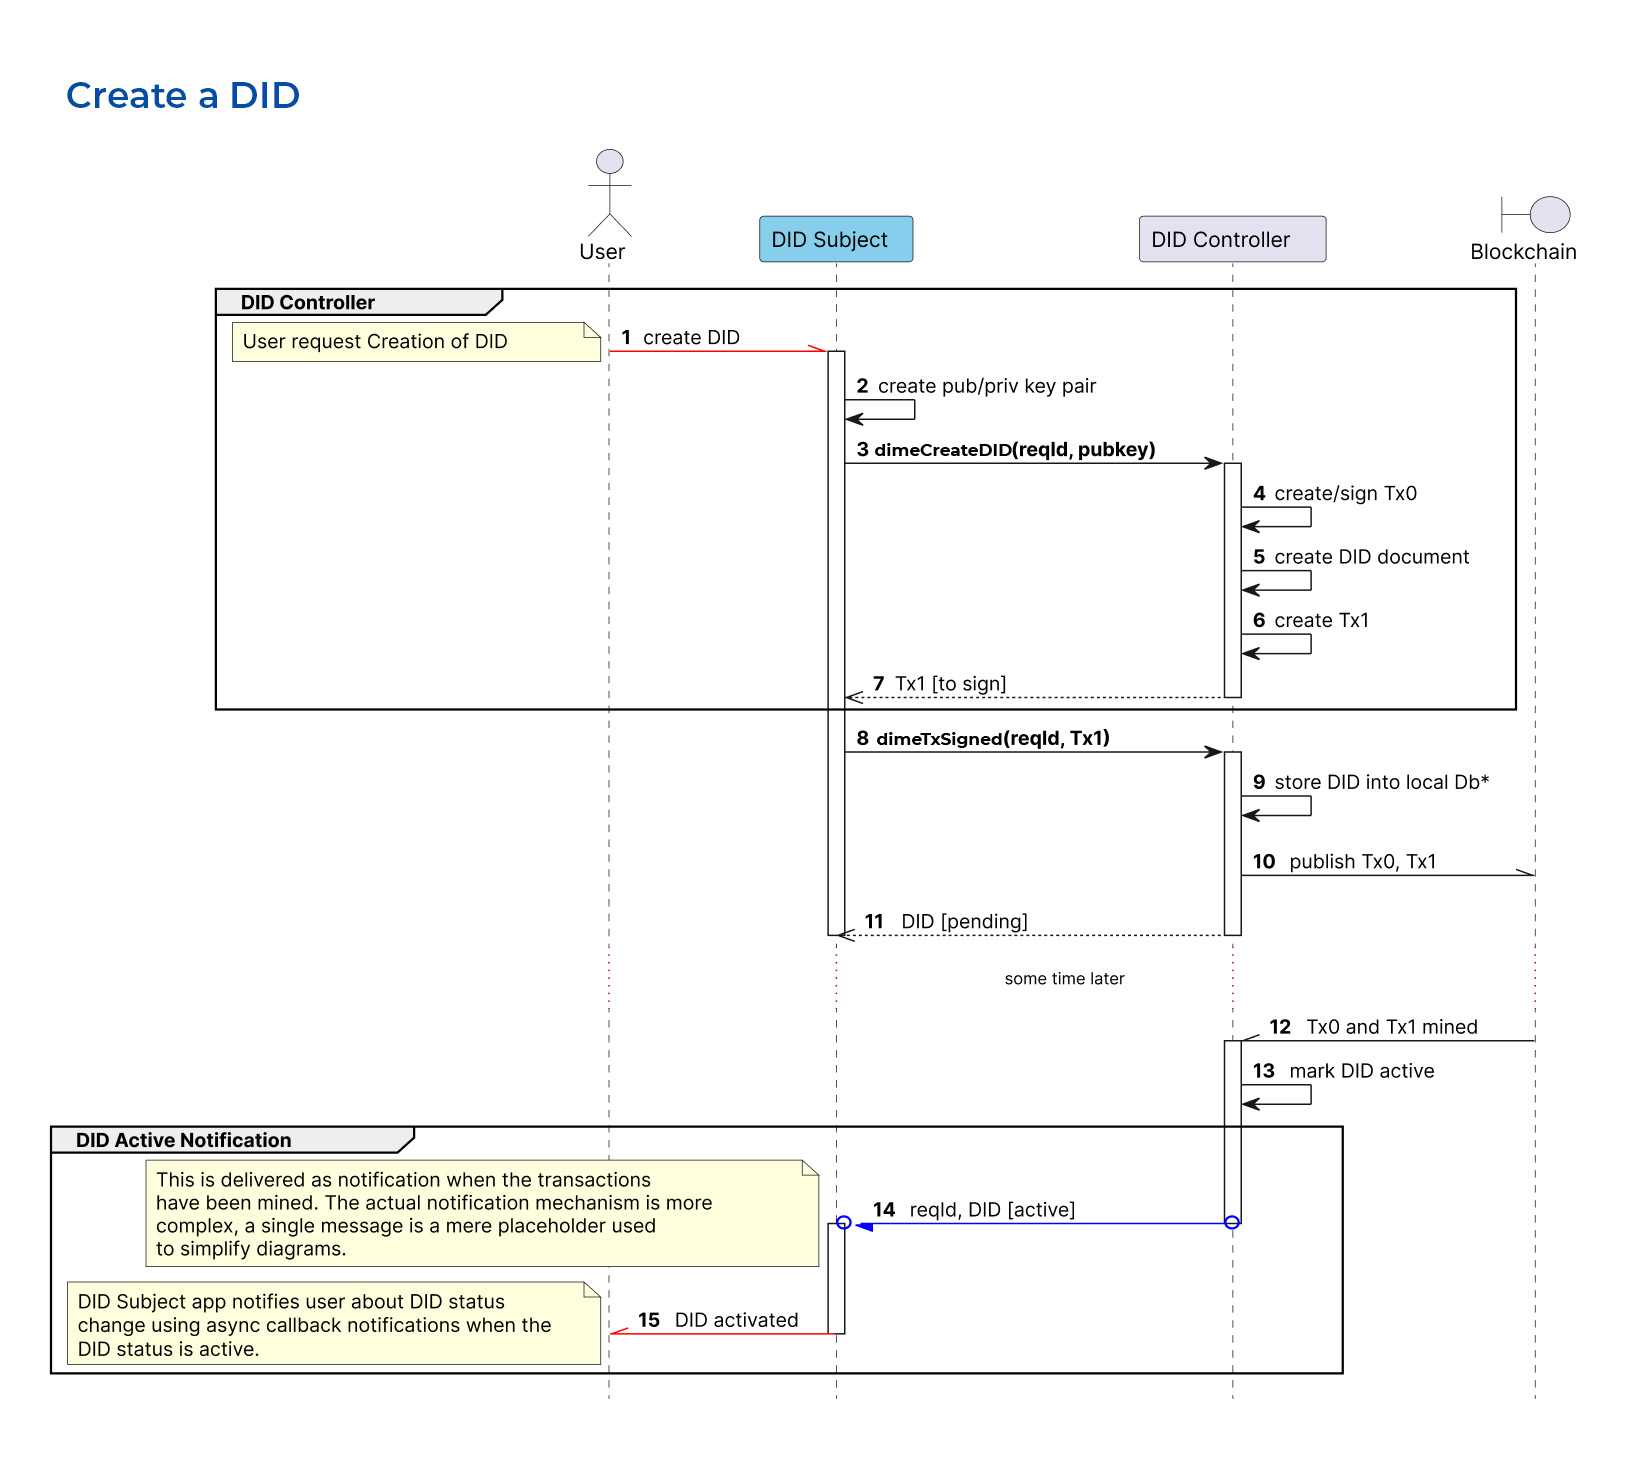 Create a DID
User
DID Subject
DID Controller
Blockchain
DID Controller
User request Creation of DID
1 create DID
2 create pub/priv key pair
3 dimeCreateDID(reqId, pubkey)
4 create/sign Tx0
5 create DID document
6 create Tx1
7 Tx1 [to sign]
8 dimeTxSigned(reqId, Tx1)
9 store DID into local Db*
10 publish Tx0, Tx1
11 DID [pending]
some time later
12 Tx0 and Tx1 mined
13 mark DID active
DID Active Notification
This is delivered as notification when the transactions
have been mined. The actual notification mechanism is more
complex, a single message is a mere placeholder used
to simplify diagrams.
14 reqId, DID [active]
DID Subject app notifies user about DID status
change using async callback notifications when the
DID status is active.
15 DID activated